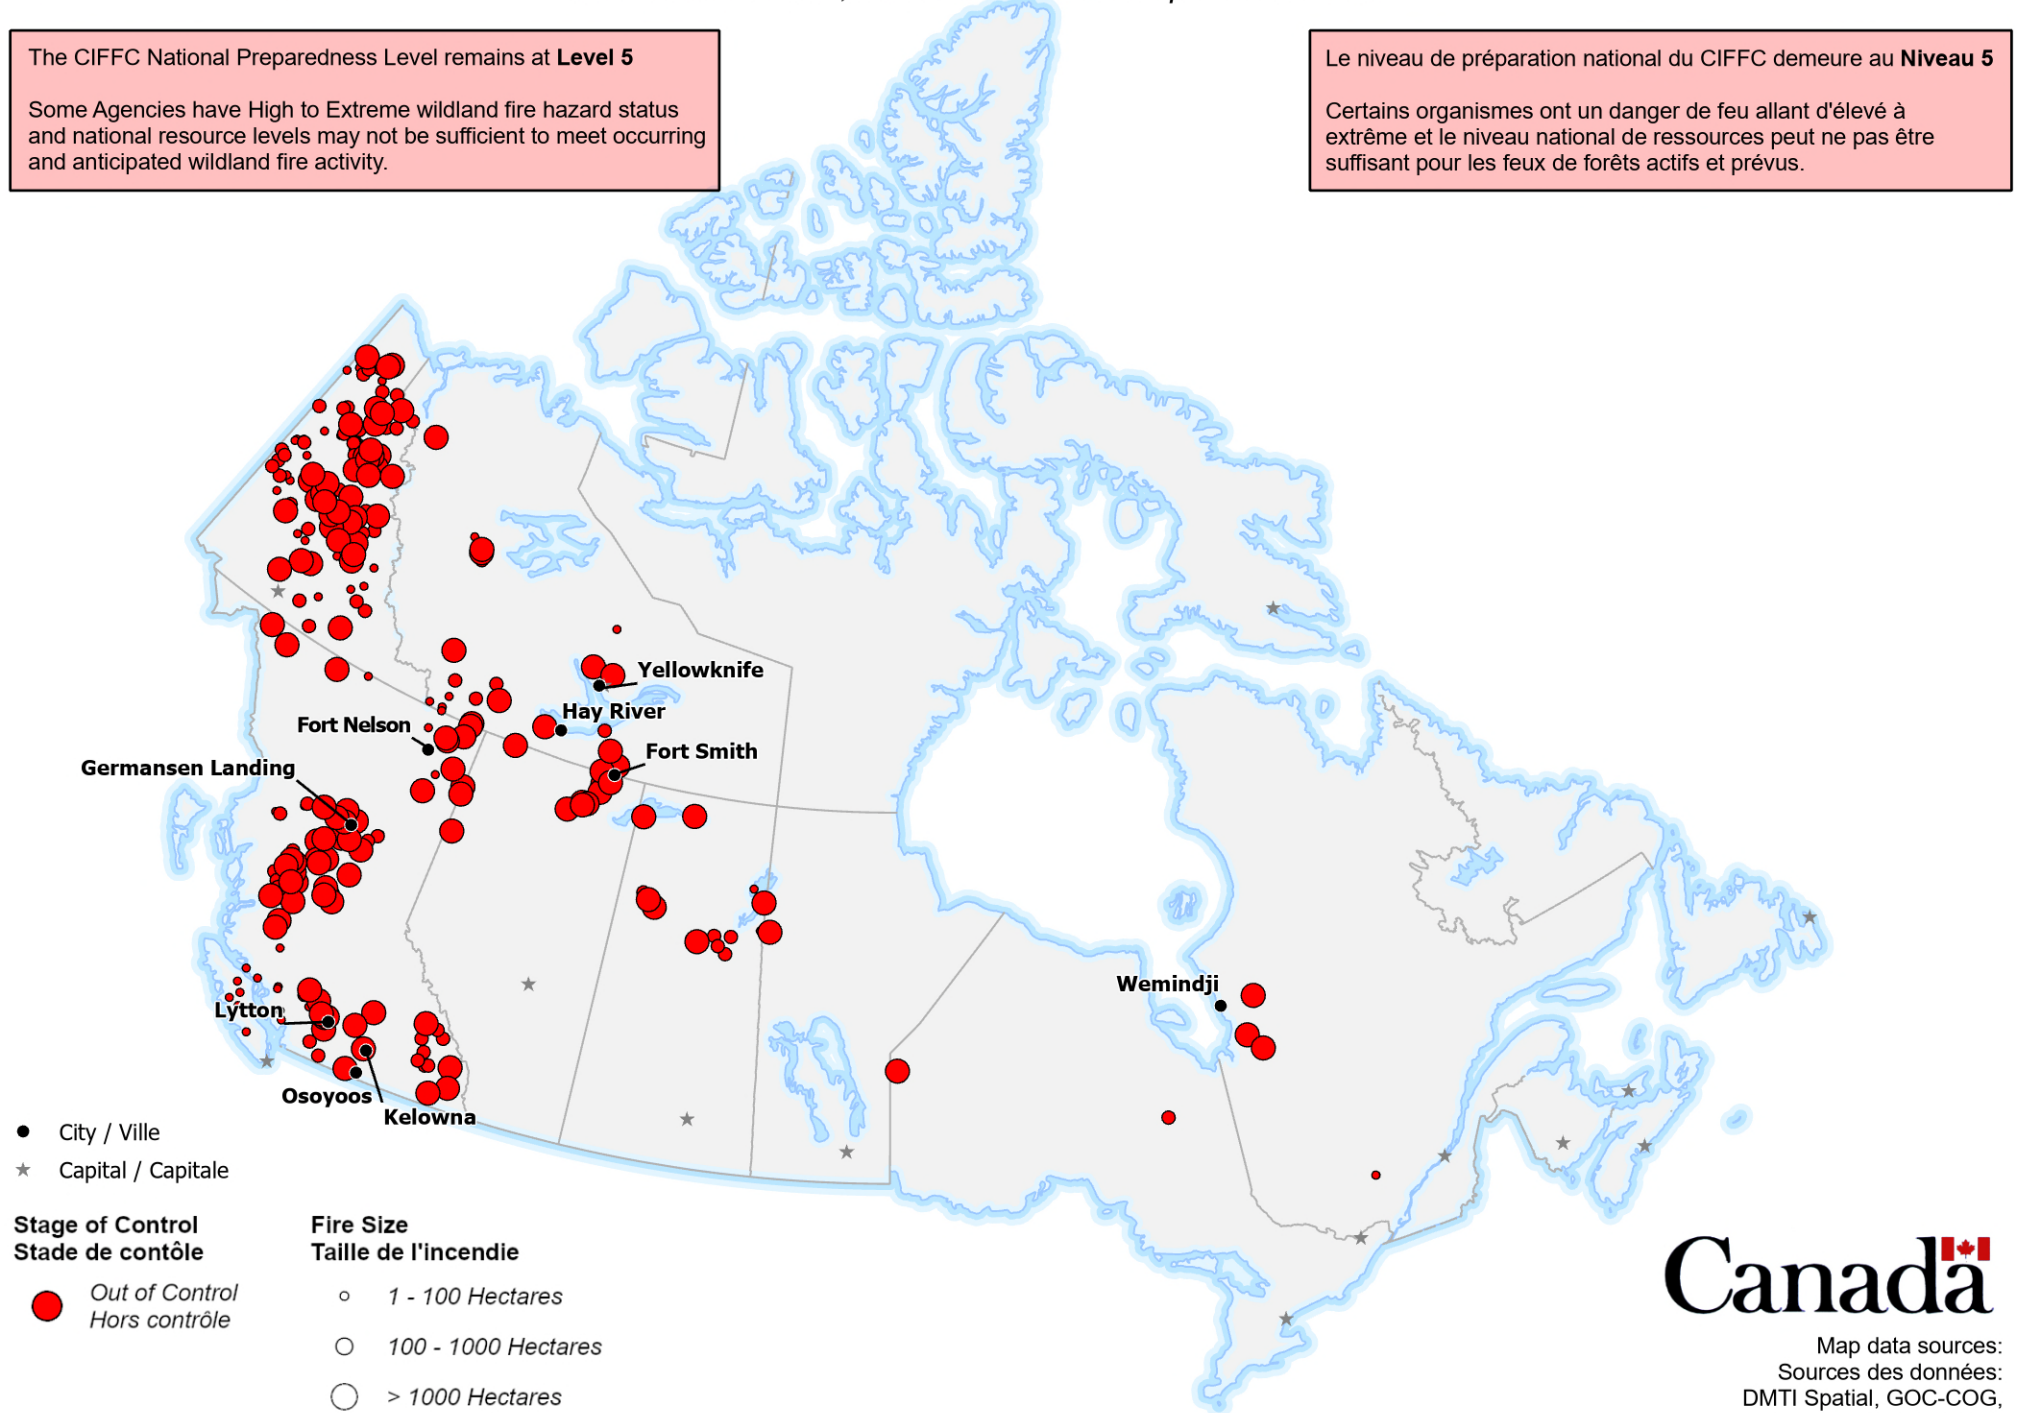 The CIFFC National Preparedness Level remains at Level 5
Some Agencies have High to Extreme wildland fire hazard status
and national resource levels may not be sufficient to meet occurring
and anticipated wildland fire activity.
Le niveau de préparation national du CIFFC demeure au Niveau 5
Certains organismes ont un danger de feu allant d'élevé à
extrême et le niveau national de ressources peut ne pas être
suffisant pour les feux de forêts actifs et prévus.
Yellowknife
Hay River
Fort Nelson
Fort Smith
Germansen Landing
Wemindji
Lytton
Osoyoos
Kelowna
City / Ville
Capital / Capitale
Stage of Control
Stade de contôle
Out of Control
Hors contrôle
Fire Size
Taille de l'incendie
1 - 100 Hectares
100 - 1000 Hectares
> 1000 Hectares
Canada
Map data sources:
Sources des données:
DMTI Spatial, GOC-COG,